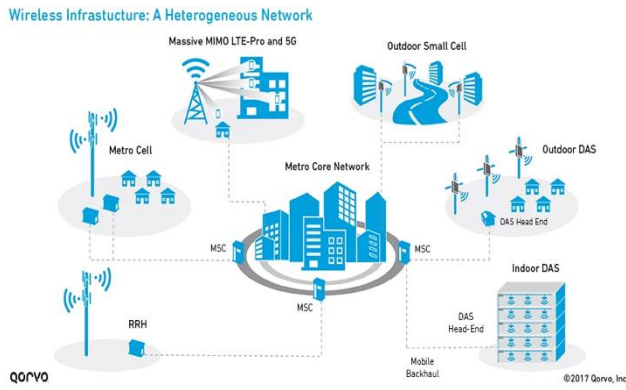 Wireless Infrastucture: A Heterogeneous Network
Massive MIMO LTE-Pro and 5G
Outdoor Small Cell
Metro Cell
Metro Core Network
Outdoor DAS
DAS Head End
MSC
MSC
MSC
Indoor DAS
RRH
DAS
Head-End
Mobile
Backhaul
QORVO
©2017 Qorvo, Inc